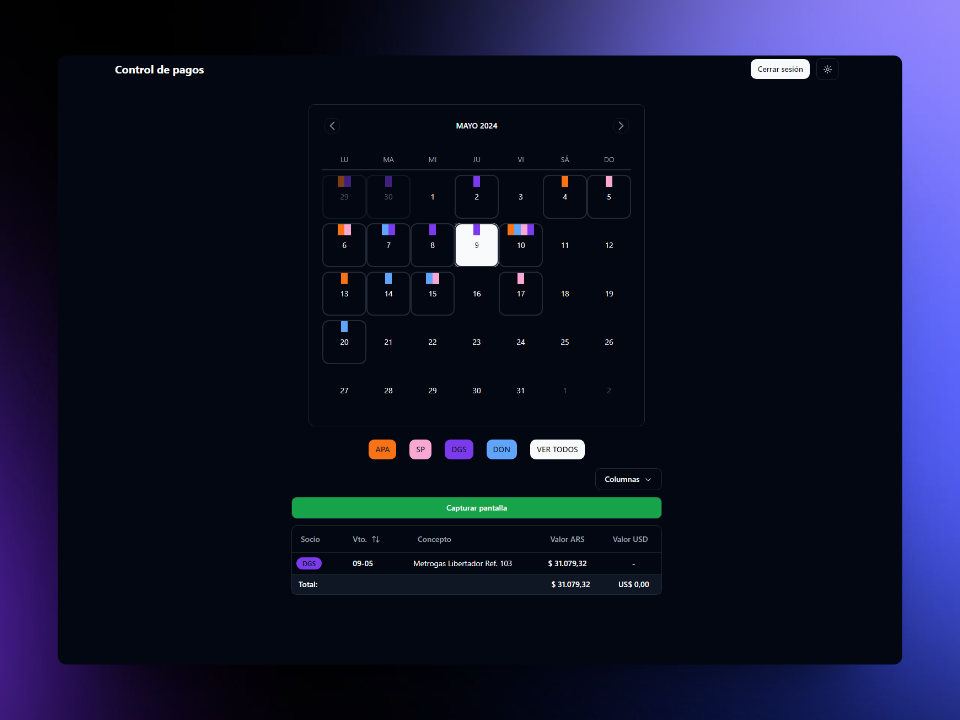 Control de pagos
Cerrar sesión
MAYO 2024
LU MA MI JU VI SÁ DO
29 30 1 2 3 4 5
6 7 8 9 10 11 12
13 14 15 16 17 18 19
20 21 22 23 24 25 26
27 28 29 30 31 1 2
APA SP DGS DON VER TODOS
Columnas
Capturar pantalla
Socio Vto. Concepto Valor ARS Valor USD
DGS 09-05 Metrogas Libertador Ref. 103 $ 31.079,32 -
Total: $ 31.079,32 US$ 0,00